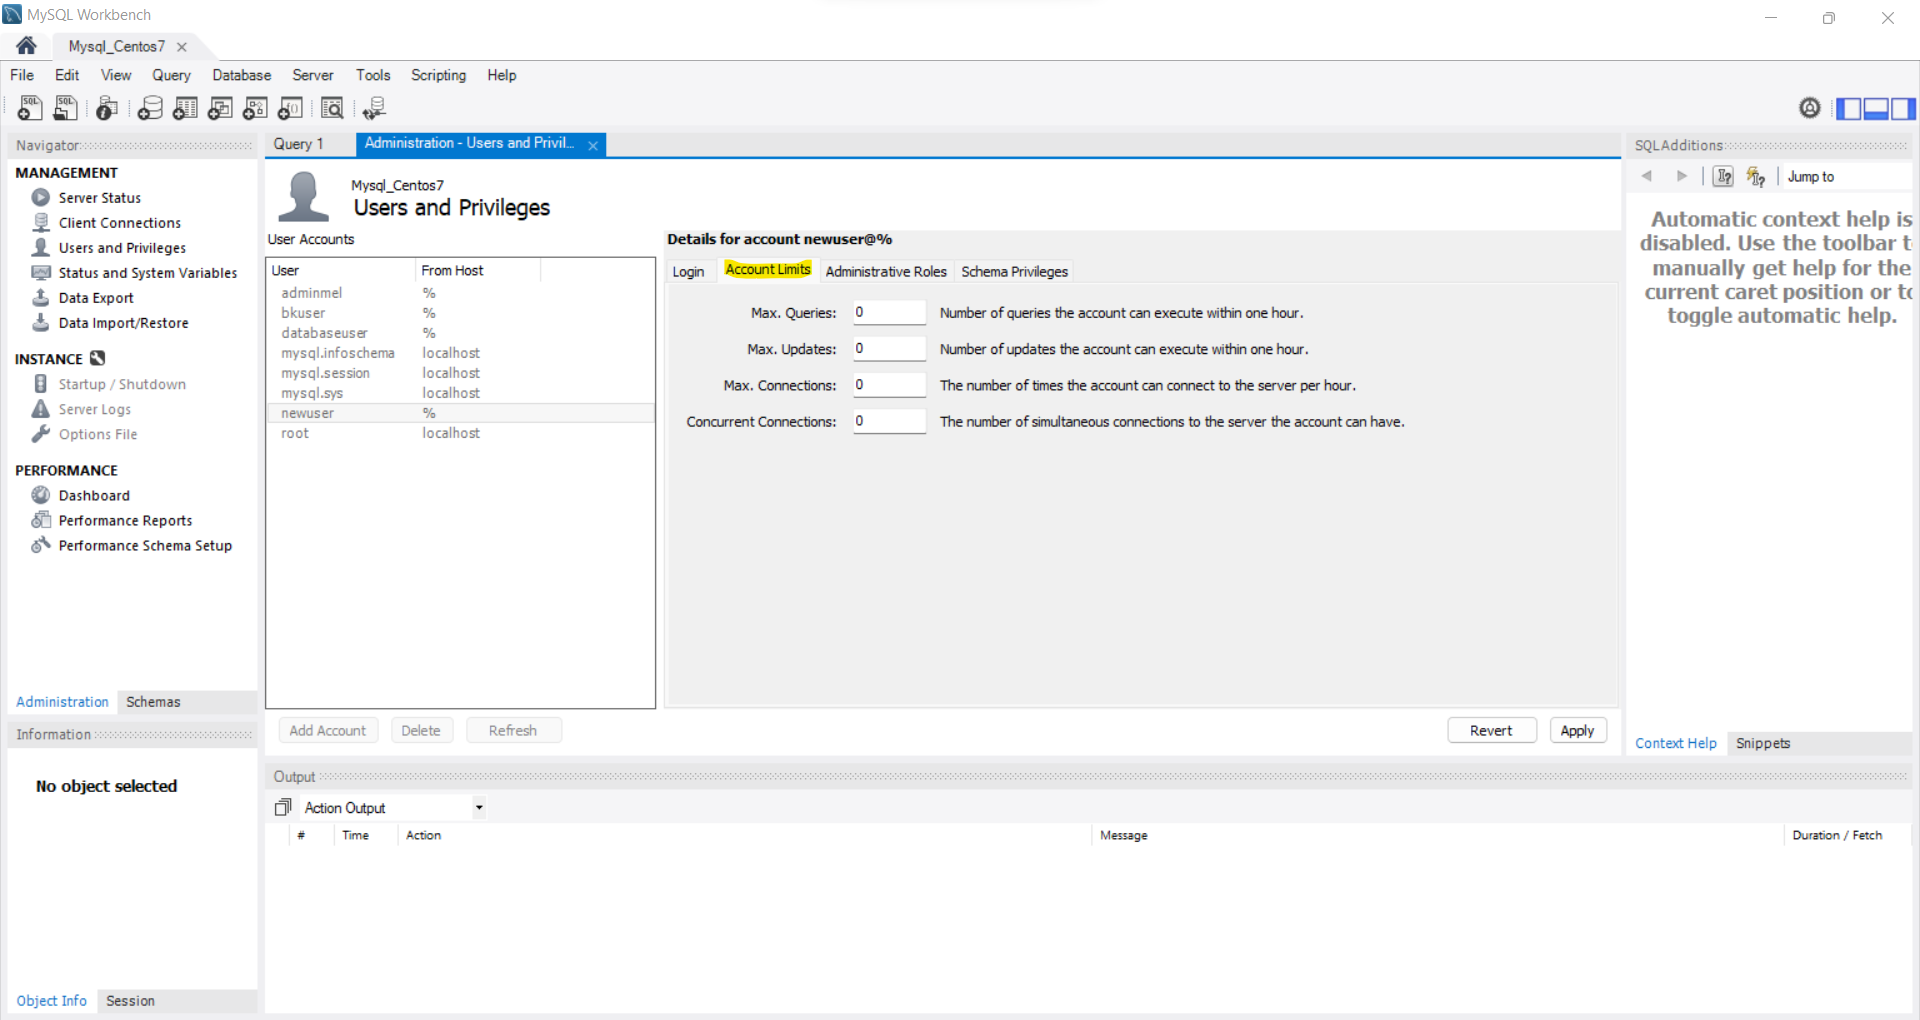 MySQL Workbench
Mysql_Centos7
File Edit View Query Database Server Tools Scripting Help
Navigator
MANAGEMENT
Server Status
Client Connections
Users and Privileges
Status and System Variables
Data Export
Data Import/Restore
INSTANCE
Startup / Shutdown
Server Logs
Options File
PERFORMANCE
Dashboard
Performance Reports
Performance Schema Setup
Administration Schemas
Information
No object selected
Object Info Session
Query 1 Administration - Users and Privil...
Mysql_Centos7
Users and Privileges
User Accounts
User From Host
adminmel %
bkuser %
databaseuser %
mysql.infoschema localhost
mysql.session localhost
mysql.sys localhost
newuser %
root localhost
Add Account Delete Refresh
Details for account newuser@%
Login Account Limits Administrative Roles Schema Privileges
Max. Queries: 0 Number of queries the account can execute within one hour.
Max. Updates: 0 Number of updates the account can execute within one hour.
Max. Connections: 0 The number of times the account can connect to the server per hour.
Concurrent Connections: 0 The number of simultaneous connections to the server the account can have.
Revert Apply
SQLAdditions
Jump to
Automatic context help is
disabled. Use the toolbar t
manually get help for the
current caret position or to
toggle automatic help.
Context Help Snippets
Output
Action Output
# Time Action Message Duration / Fetch